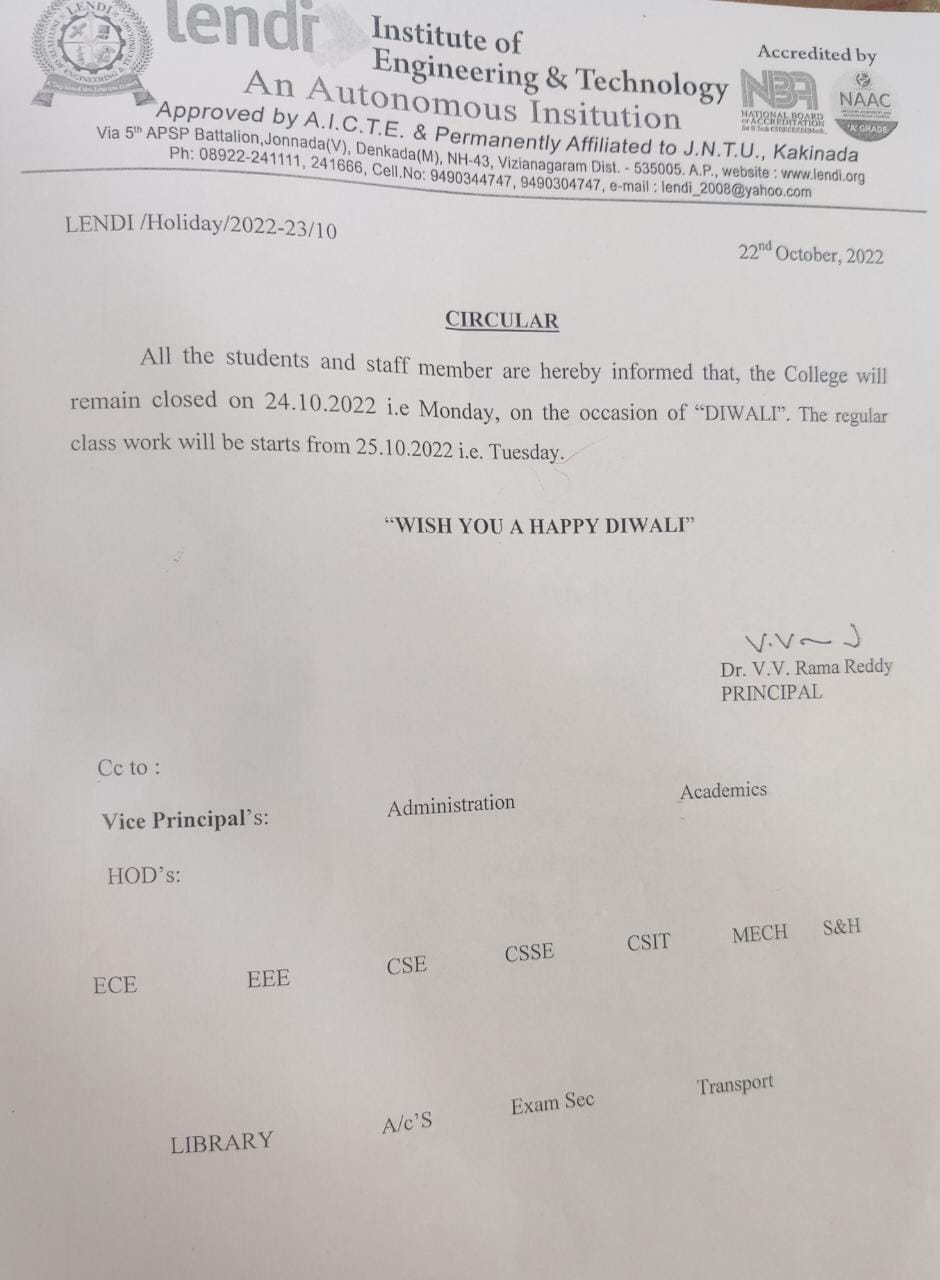 LENDI
lendi
Institute of
Engineering & Technology
An Autonomous Insitution
Accredited by
NBA
NATIONAL BOARD
of ACCREDITATION
NAAC
'A' GRADE
Approved by A.I.C.T.E. & Permanently Affiliated to J.N.T.U., Kakinada
Via 5th APSP Battalion,Jonnada(V), Denkada(M), NH-43, Vizianagaram Dist. - 535005. A.P., website : www.lendi.org
Ph: 08922-241111, 241666, Cell.No: 9490344747, 9490304747, e-mail : lendi_2008@yahoo.com
LENDI /Holiday/2022-23/10
22nd October, 2022
CIRCULAR
All the students and staff member are hereby informed that, the College will
remain closed on 24.10.2022 i.e Monday, on the occasion of “DIWALI”. The regular
class work will be starts from 25.10.2022 i.e. Tuesday.
“WISH YOU A HAPPY DIWALI”
Dr. V.V. Rama Reddy
PRINCIPAL
Cc to :
Vice Principal's: Administration Academics
HOD's:
ECE EEE CSE CSSE CSIT MECH S&H
LIBRARY A/c'S Exam Sec Transport